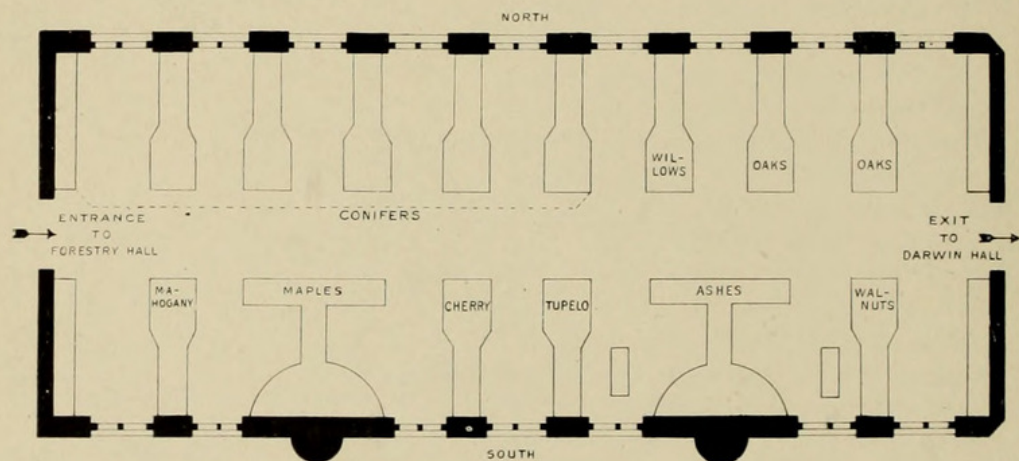 NORTH
WIL-
LOWS
OAKS
OAKS
CONIFERS
ENTRANCE
TO
FORESTRY HALL
EXIT
TO
DARWIN HALL
MA-
HOGANY
MAPLES
CHERRY
TUPELO
ASHES
WAL-
NUTS
SOUTH